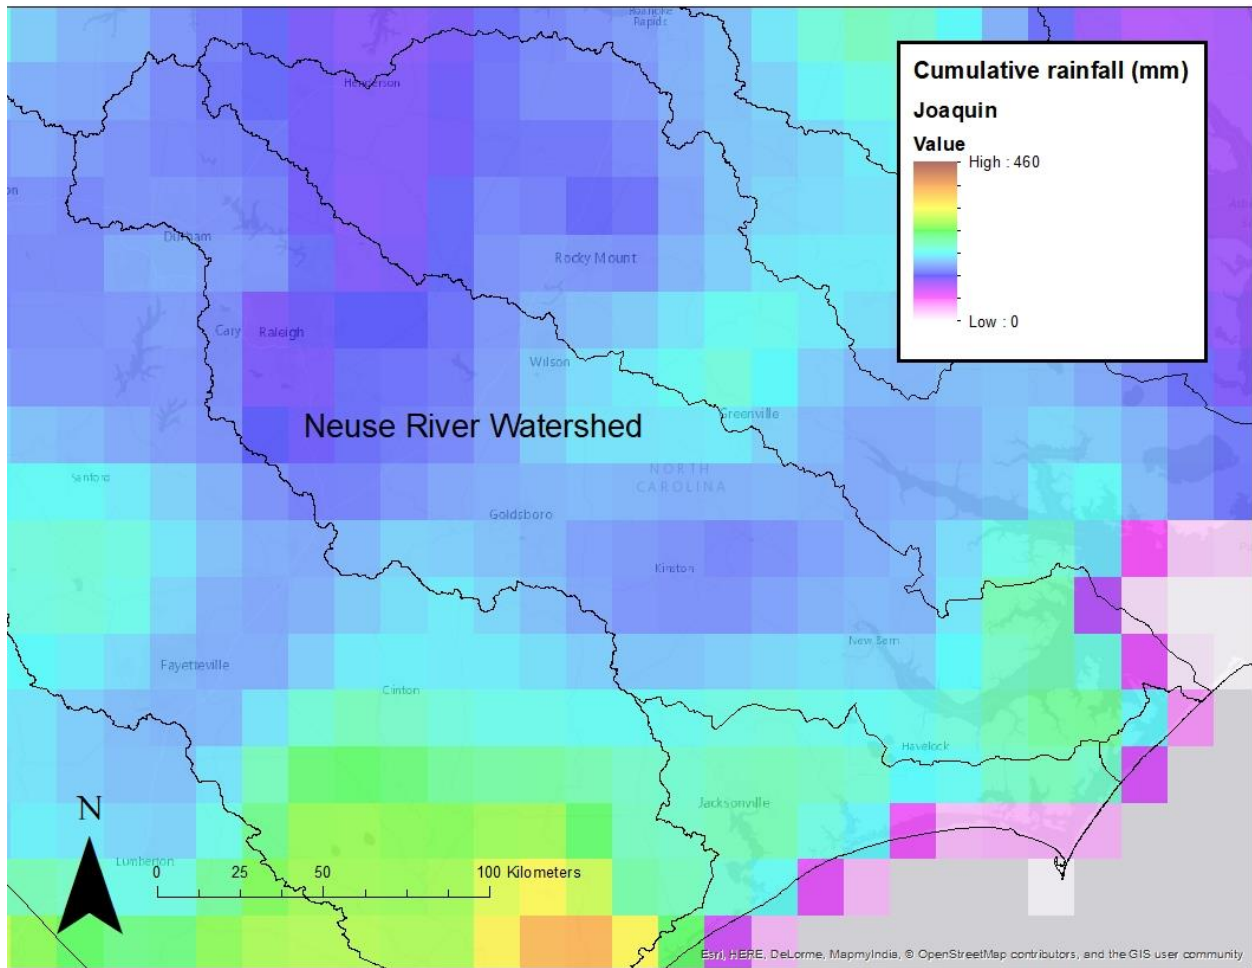 Roanoke
Rapids
Henderson
Durham
Rocky Mount
Cary
Raleigh
Wilson
Neuse River Watershed
Greenville
NORTH
CAROLINA
Sanford
Goldsboro
Kinston
New Bern
Fayetteville
Clinton
Havelock
Jacksonville
Lumberton
Cumulative rainfall (mm)
Joaquin
Value
High : 460
Low : 0
N
0 25 50 100 Kilometers
Esri, HERE, DeLorme, MapmyIndia, © OpenStreetMap contributors, and the GIS user community